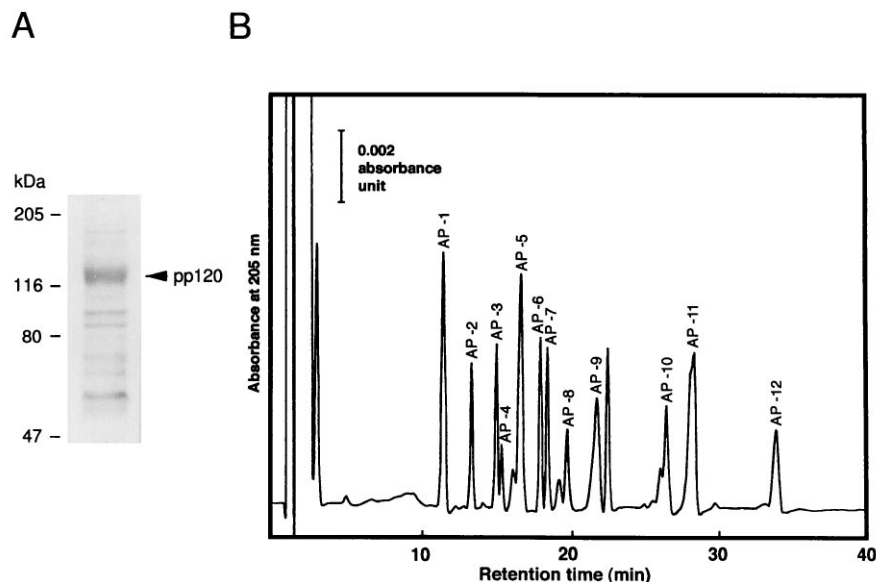 A
B
kDa
205 –
116 –
80 –
47 –
pp120
0.002
absorbance
unit
Absorbance at 205 nm
AP -1
AP -2
AP -3
AP -4
AP -5
AP -6
AP -7
AP -8
AP -9
AP -10
AP -11
AP -12
10
20
30
40
Retention time (min)